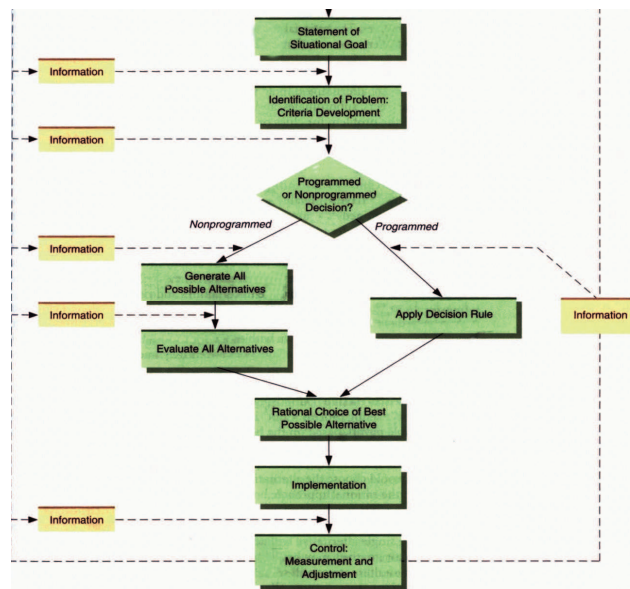 Statement of
Situational Goal
Information
Identification of Problem:
Criteria Development
Information
Programmed
or Nonprogrammed
Decision?
Nonprogrammed
Programmed
Information
Generate All
Possible Alternatives
Information
Apply Decision Rule
Information
Evaluate All Alternatives
Rational Choice of Best
Possible Alternative
Implementation
Information
Control:
Measurement and
Adjustment